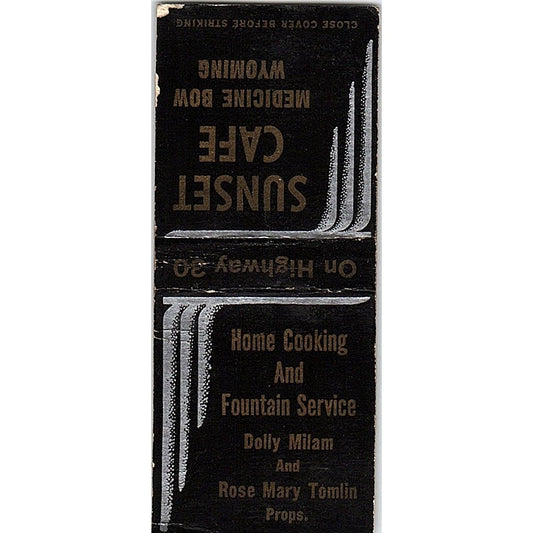 CLOSE COVER BEFORE STRIKING
SUNSET
CAFE
MEDICINE BOW
WYOMING
On Highway 30
Home Cooking
And
Fountain Service
Dolly Milam
And
Rose Mary Tomlin
Props.